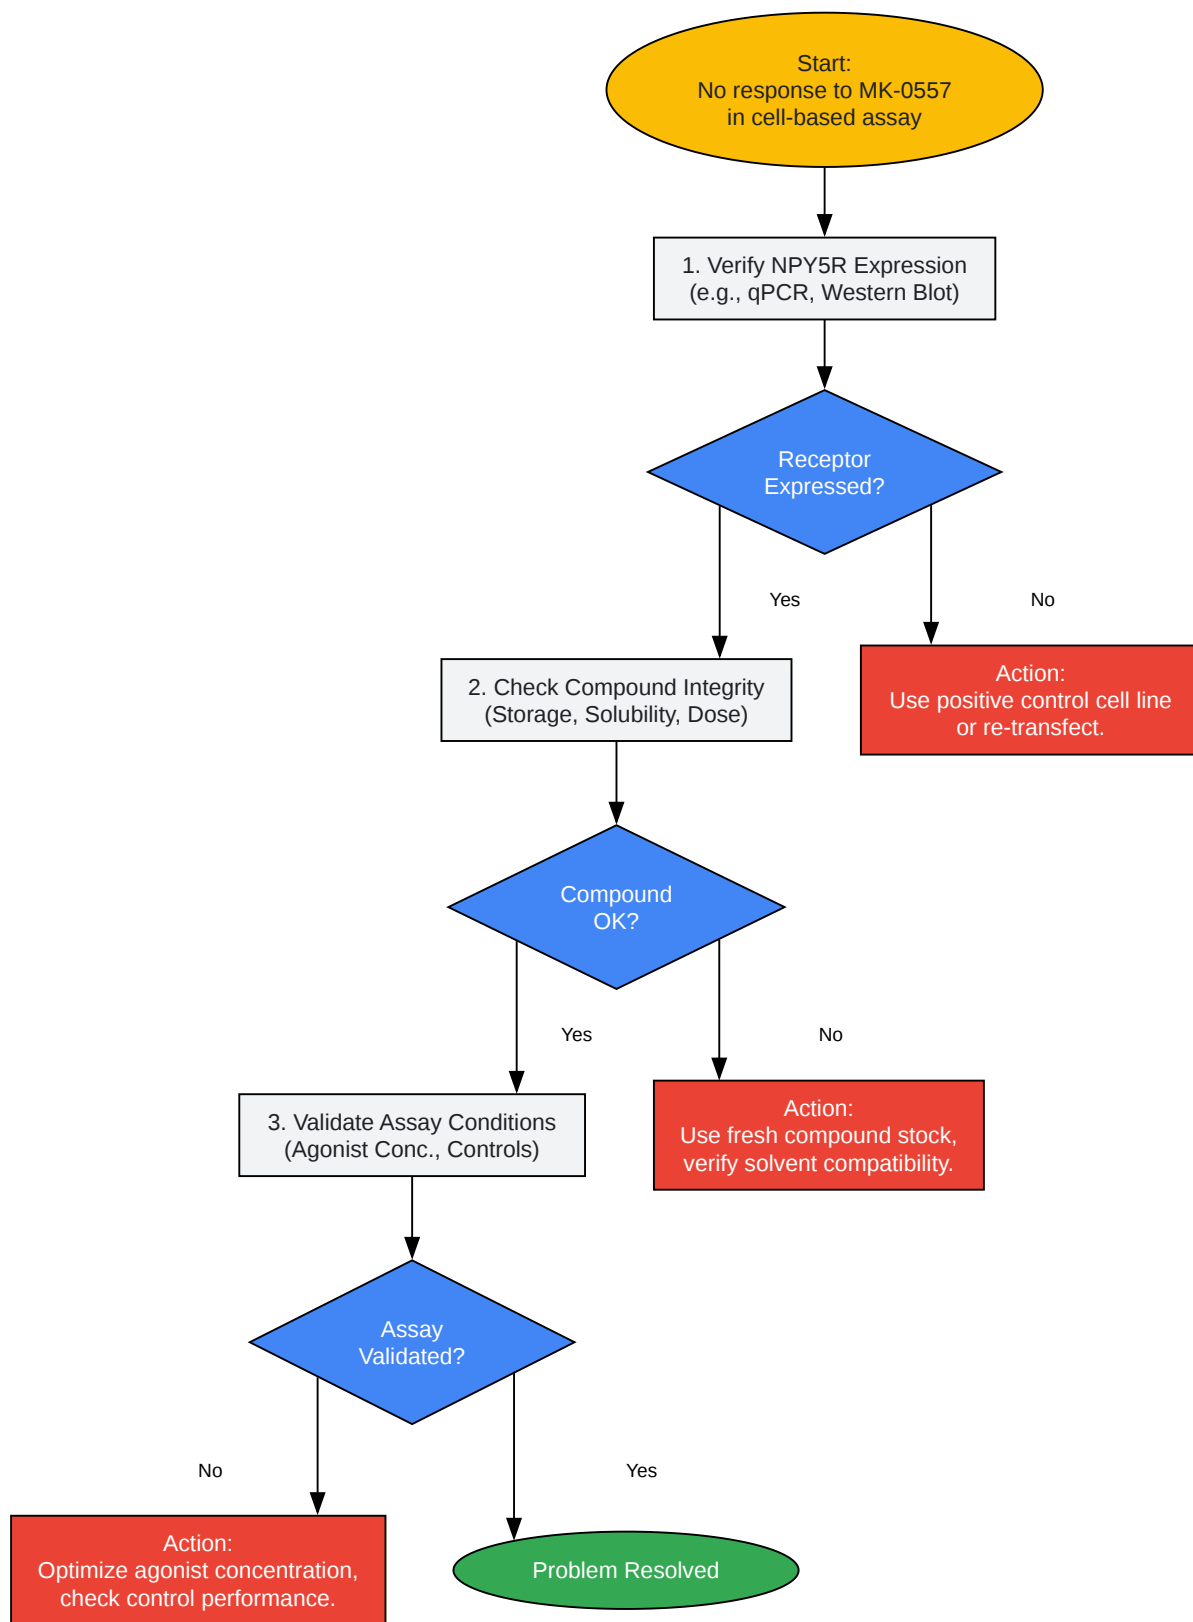 Start:
No response to MK-0557
in cell-based assay
1. Verify NPY5R Expression
(e.g., qPCR, Western Blot)
Receptor
Expressed?
Yes
No
2. Check Compound Integrity
(Storage, Solubility, Dose)
Action:
Use positive control cell line
or re-transfect.
Compound
OK?
Yes
No
3. Validate Assay Conditions
(Agonist Conc., Controls)
Action:
Use fresh compound stock,
verify solvent compatibility.
Assay
Validated?
No
Yes
Action:
Optimize agonist concentration,
check control performance.
Problem Resolved